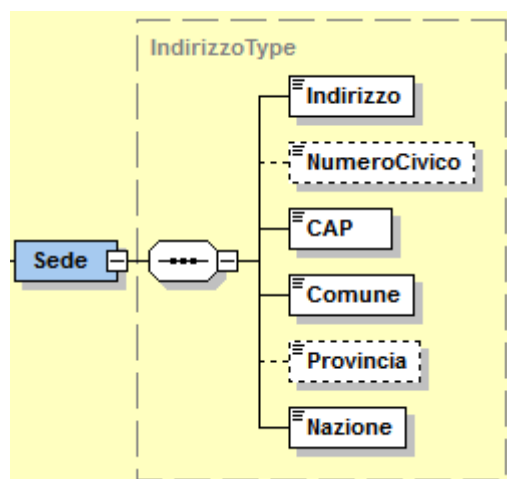 IndirizzoType
Indirizzo
NumeroCivico
CAP
Sede
Comune
Provincia
Nazione